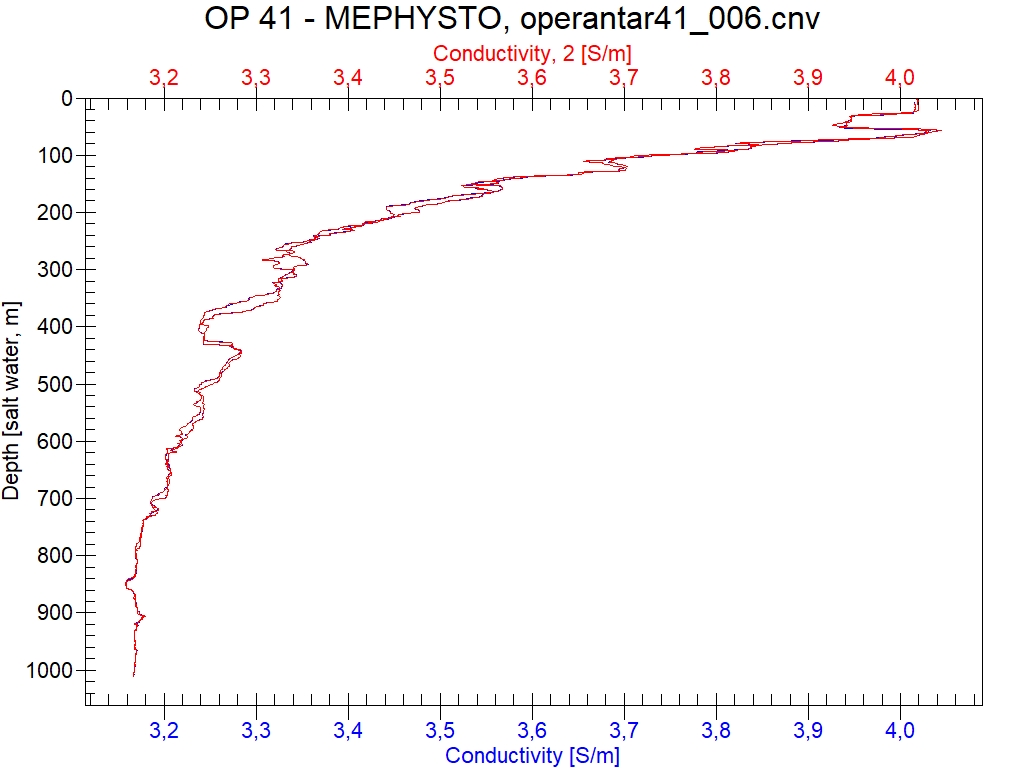 OP 41 - MEPHYSTO, operantar41_006.cnv
Conductivity, 2 [S/m]
3,2 3,3 3,4 3,5 3,6 3,7 3,8 3,9 4,0
0
100
200
300
400
500
600
700
800
900
1000
Depth [salt water, m]
3,2 3,3 3,4 3,5 3,6 3,7 3,8 3,9 4,0
Conductivity [S/m]